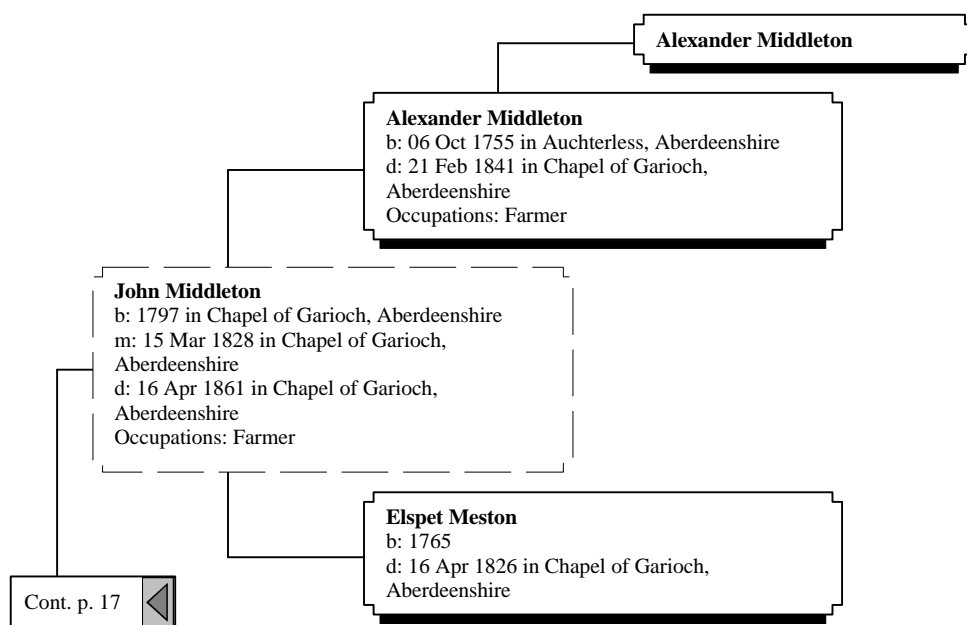 Alexander Middleton
Alexander Middleton
b: 06 Oct 1755 in Auchterless, Aberdeenshire
d: 21 Feb 1841 in Chapel of Garioch,
Aberdeenshire
Occupations: Farmer
John Middleton
b: 1797 in Chapel of Garioch, Aberdeenshire
m: 15 Mar 1828 in Chapel of Garioch,
Aberdeenshire
d: 16 Apr 1861 in Chapel of Garioch,
Aberdeenshire
Occupations: Farmer
Elspet Meston
b: 1765
d: 16 Apr 1826 in Chapel of Garioch,
Aberdeenshire
Cont. p. 17